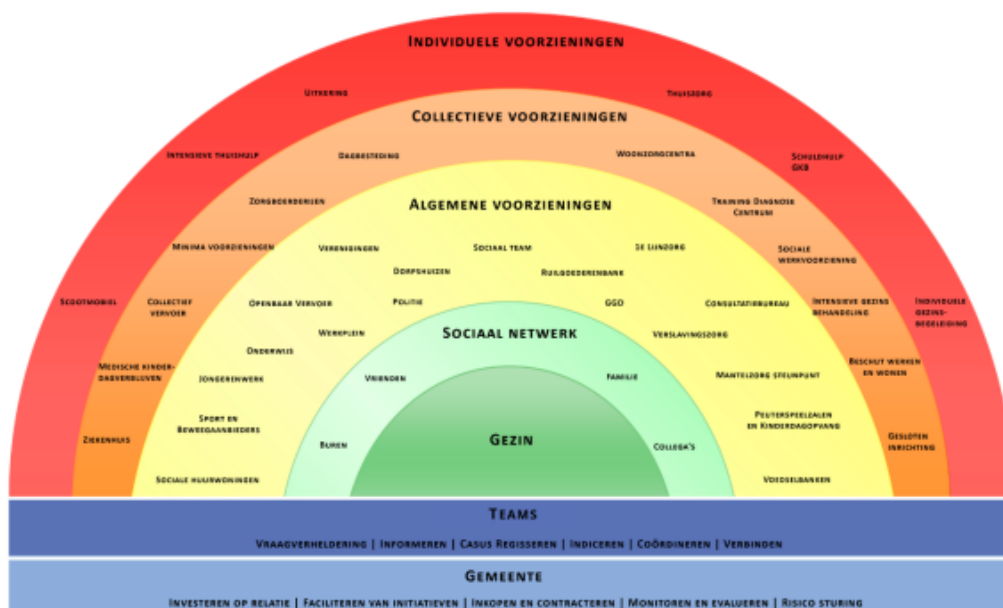 INDIVIDUELE VOORZIENINGEN
UITKERING
THUISZORG
COLLECTIEVE VOORZIENINGEN
INTENSIEVE THUISHULP
DAGBESTEDING
WOONZORGCENTRA
SCHULDHULP
GKB
ZORGBOERDERIJEN
ALGEMENE VOORZIENINGEN
TRAINING DIAGNOSE
CENTRUM
MINIMA VOORZIENINGEN
VERENIGINGEN
SOCIAAL TEAM
1E LIJNZORG
SOCIALE
WERKVOORZIENING
DORPSHUIZEN
RUILGOEDERENBANK
SCOOTMOBIEL
COLLECTIEF
VERVOER
OPENBAAR VERVOER
POLITIE
GGD
CONSULTATIEBUREAU
INTENSIEVE GEZINS
BEHANDELING
INDIVIDUELE
GEZINS-
BEGELEIDING
WERKPLEIN
SOCIAAL NETWERK
VERSLAVINGSZORG
ONDERWIJS
MEDISCHE KINDER-
DAGVERBLIJVEN
JONGERENWERK
VRIENDEN
FAMILIE
MANTELZORG STEUNPUNT
BESCHUT WERKEN
EN WONEN
SPORT EN
BEWEEGAANBIEDERS
PEUTERSPEELZALEN
EN KINDERDAGOPVANG
ZIEKENHUIS
BUREN
GEZIN
COLLEGA'S
GESLOTEN
INRICHTING
SOCIALE HUURWONINGEN
VOEDSELBANKEN
TEAMS
VRAAGVERHELDERING | INFORMEREN | CASUS REGISSEREN | INDICEREN | COÖRDINEREN | VERBINDEN
GEMEENTE
INVESTEREN OP RELATIE | FACILITEREN VAN INITIATIEVEN | INKOPEN EN CONTRACTEREN | MONITOREN EN EVALUEREN | RISICO STURING